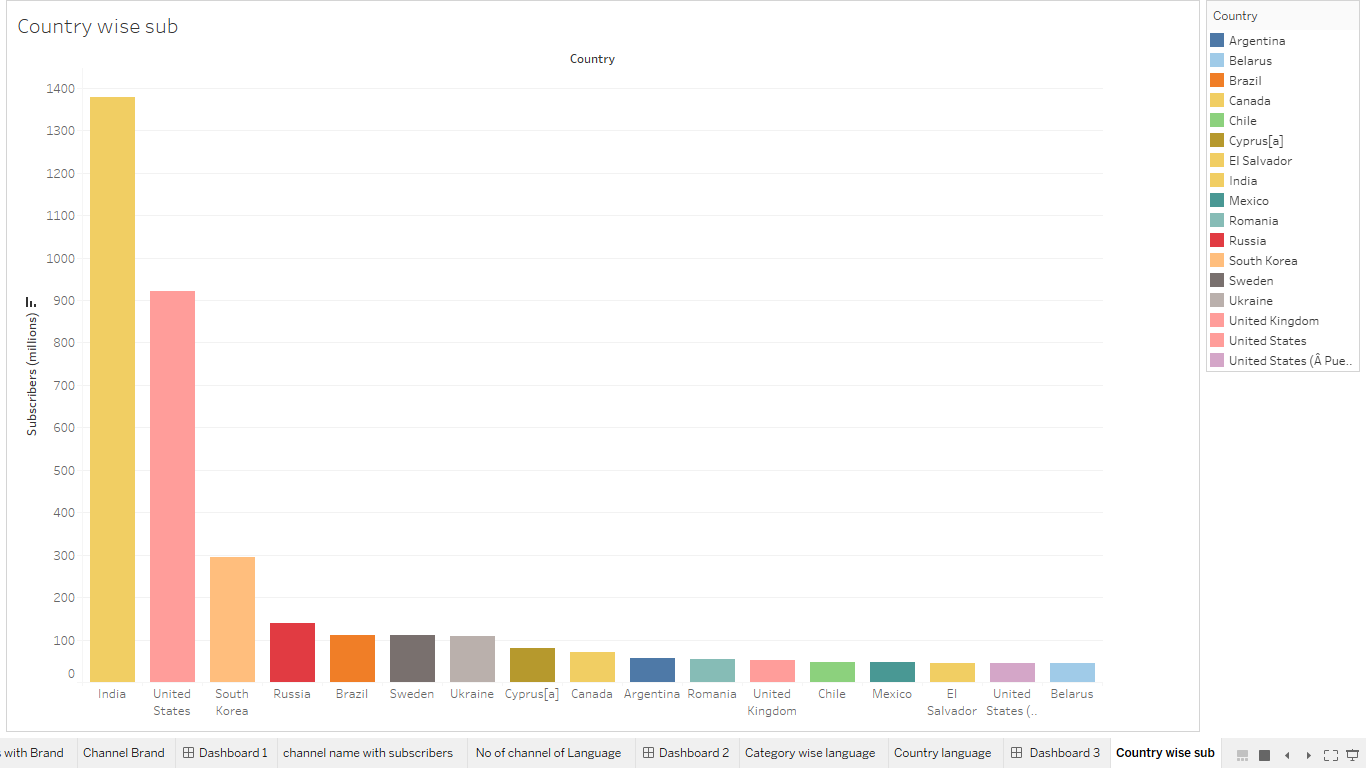 Country wise sub
Country
1400
1300
1200
1100
1000
900
800
700
600
500
400
300
200
100
0
Subscribers (millions)
India
United States
South Korea
Russia
Brazil
Sweden
Ukraine
Cyprus[a]
Canada
Argentina
Romania
United Kingdom
Chile
Mexico
El Salvador
United States (..
Belarus
Country
Argentina
Belarus
Brazil
Canada
Chile
Cyprus[a]
El Salvador
India
Mexico
Romania
Russia
South Korea
Sweden
Ukraine
United Kingdom
United States
United States (Â Pue..
s with Brand
Channel Brand
Dashboard 1
channel name with subscribers
No of channel of Language
Dashboard 2
Category wise language
Country language
Dashboard 3
Country wise sub